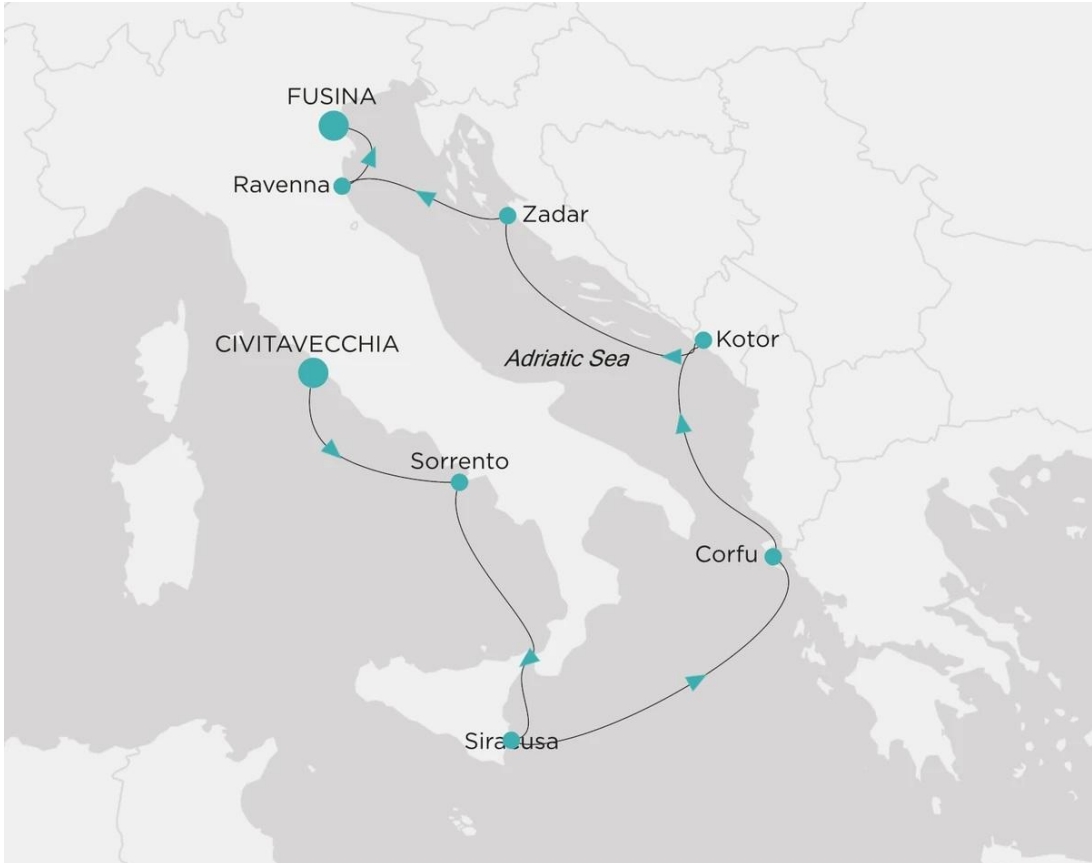 FUSINA
Ravenna
Zadar
CIVITAVECCHIA
Kotor
Adriatic Sea
Sorrento
Corfu
Siracusa